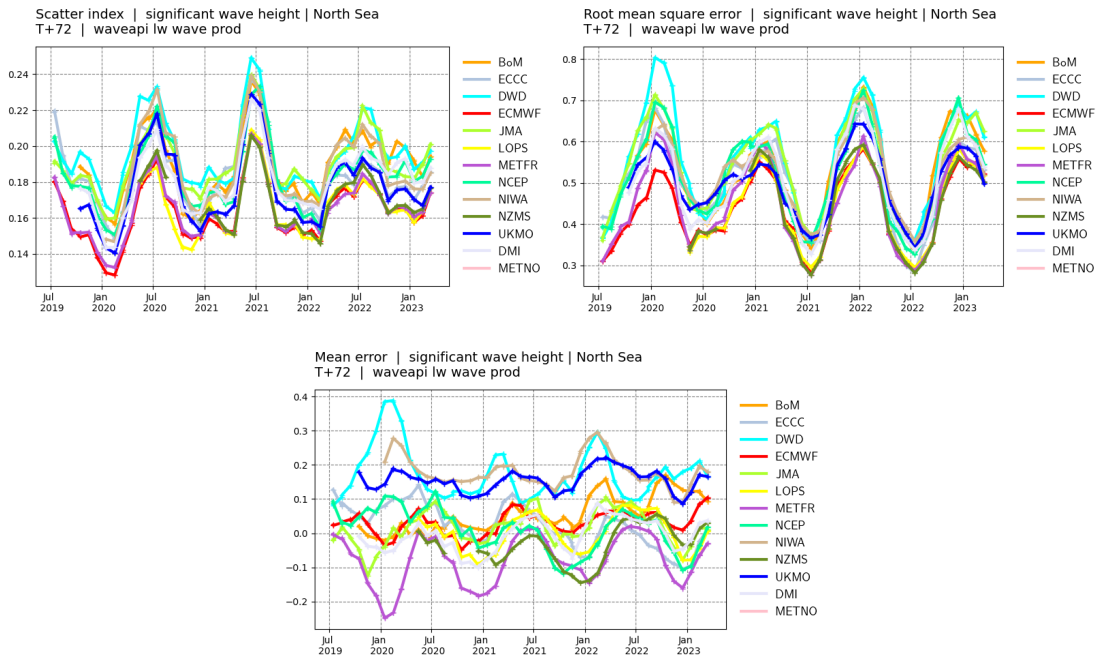 Scatter index | significant wave height | North Sea
T+72 | waveapi lw wave prod
0.24
0.22
0.20
0.18
0.16
0.14
Jul
2019
Jan
2020
Jul
2020
Jan
2021
Jul
2021
Jan
2022
Jul
2022
Jan
2023
BoM
ECCC
DWD
ECMWF
JMA
LOPS
METFR
NCEP
NIWA
NZMS
UKMO
DMI
METNO
Root mean square error | significant wave height | North Sea
T+72 | waveapi lw wave prod
0.8
0.7
0.6
0.5
0.4
0.3
Jul
2019
Jan
2020
Jul
2020
Jan
2021
Jul
2021
Jan
2022
Jul
2022
Jan
2023
BoM
ECCC
DWD
ECMWF
JMA
LOPS
METFR
NCEP
NIWA
NZMS
UKMO
DMI
METNO
Mean error | significant wave height | North Sea
T+72 | waveapi lw wave prod
0.4
0.3
0.2
0.1
0.0
−0.1
−0.2
Jul
2019
Jan
2020
Jul
2020
Jan
2021
Jul
2021
Jan
2022
Jul
2022
Jan
2023
BoM
ECCC
DWD
ECMWF
JMA
LOPS
METFR
NCEP
NIWA
NZMS
UKMO
DMI
METNO